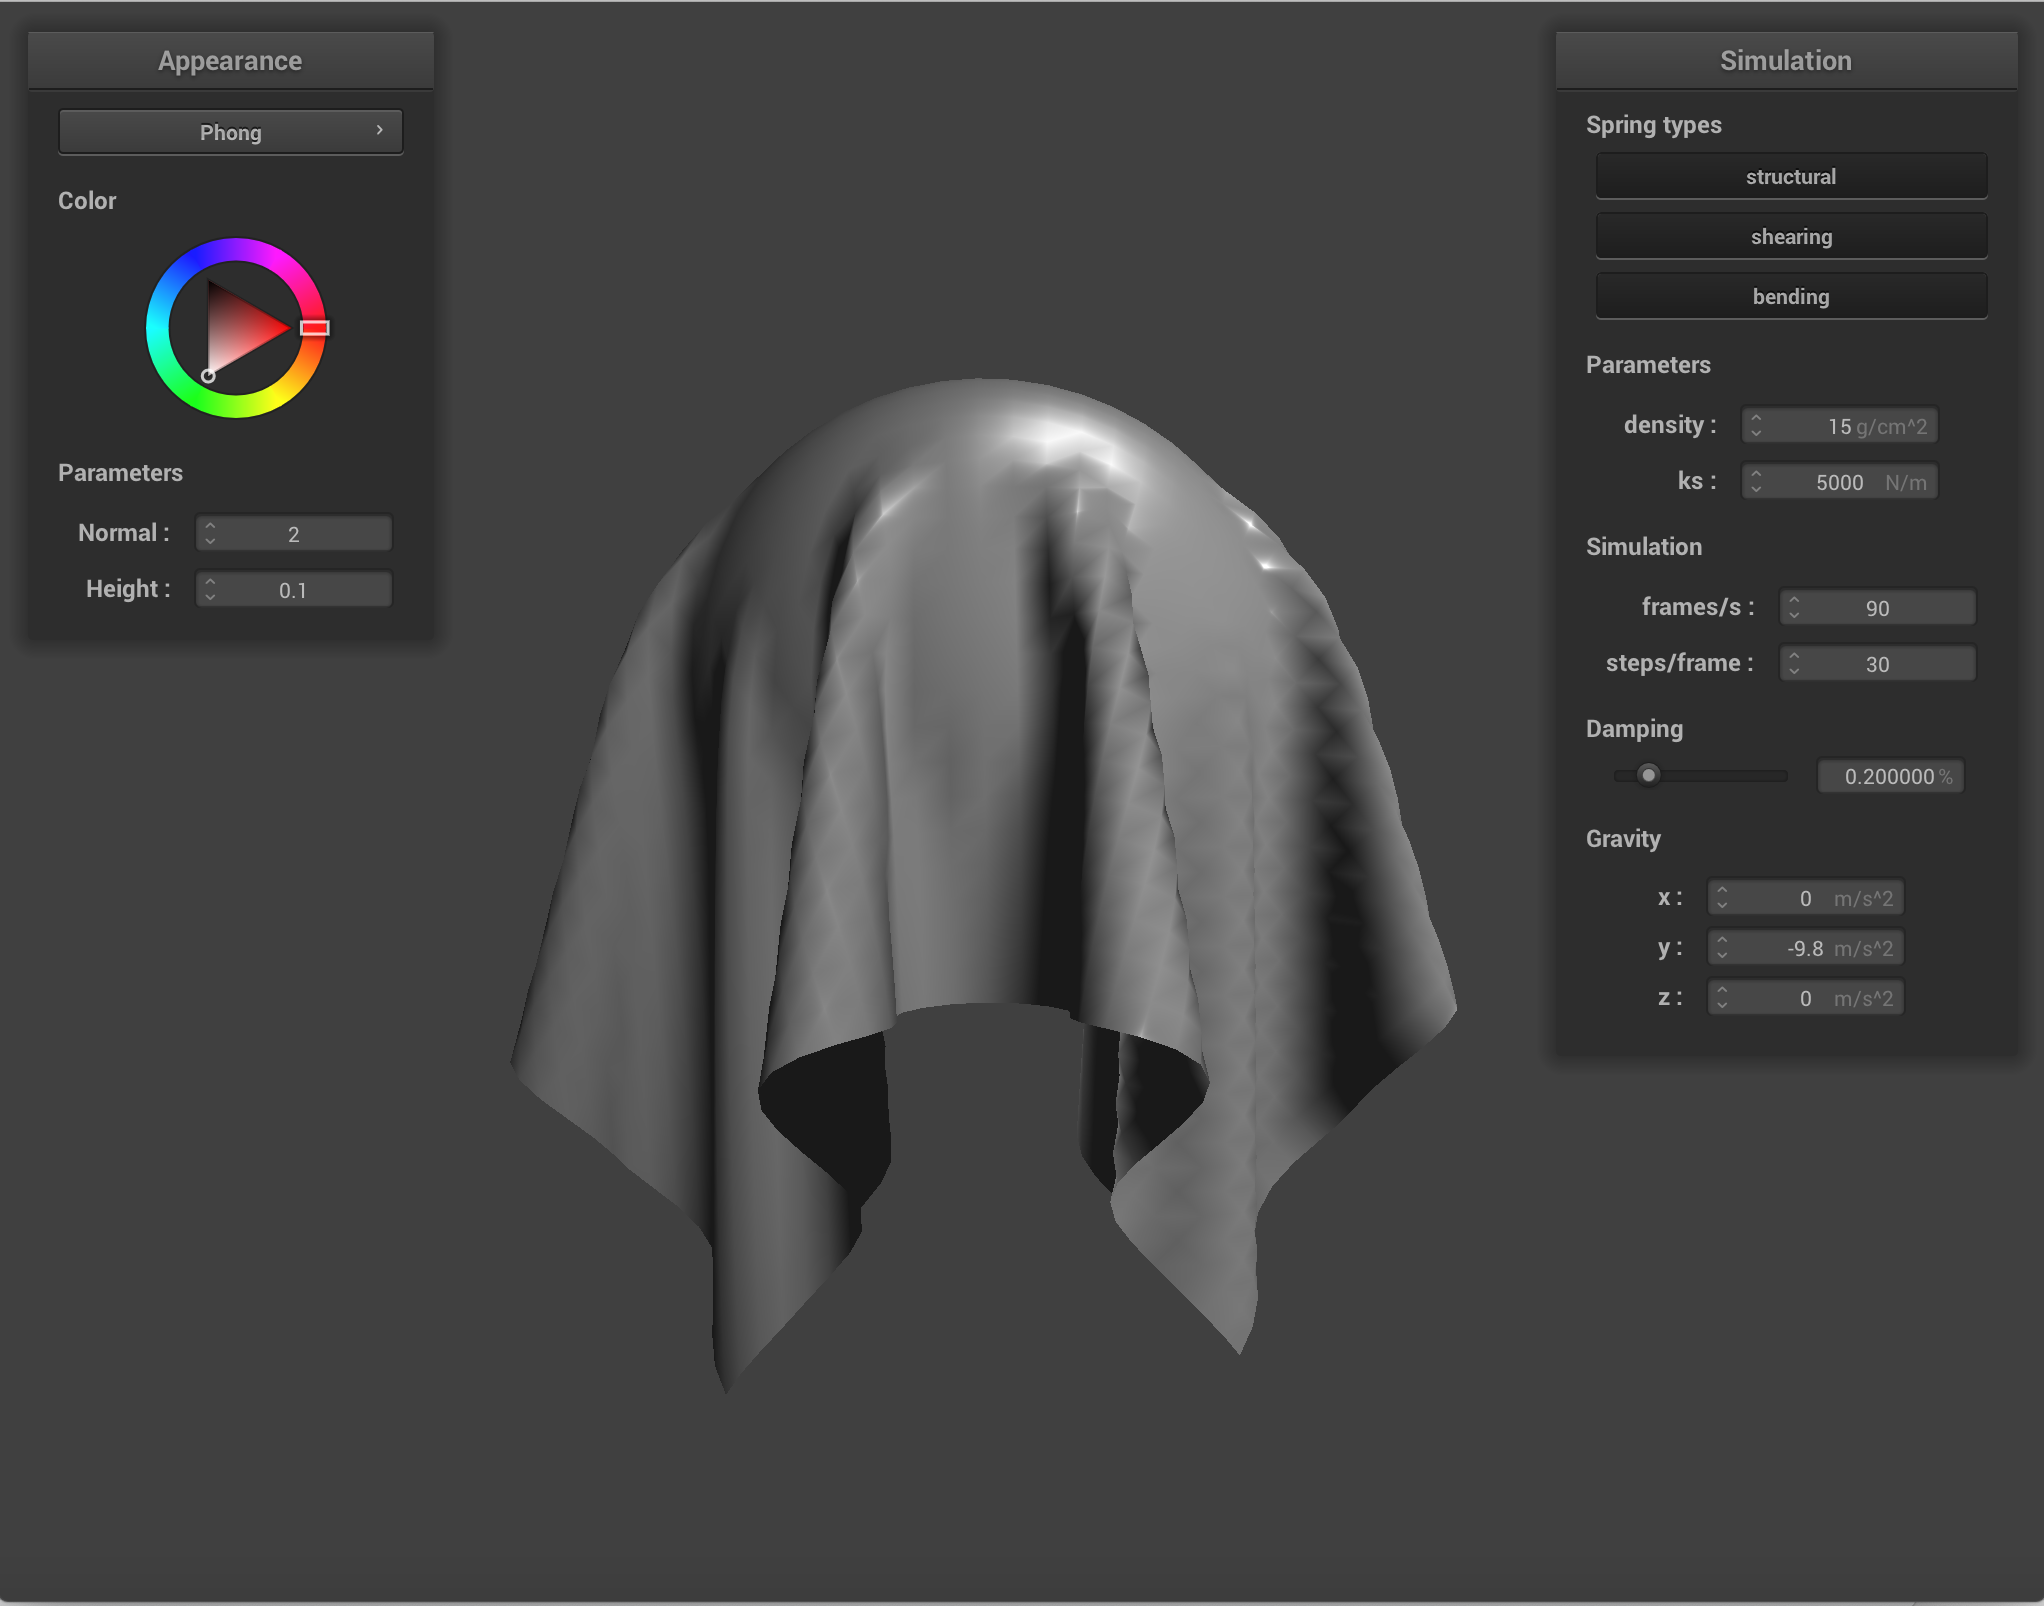 Appearance
Phong
Color
Parameters
Normal : 2
Height : 0.1
Simulation
Spring types
structural
shearing
bending
Parameters
density : 15 g/cm^2
ks : 5000 N/m
Simulation
frames/s : 90
steps/frame : 30
Damping
0.200000 %
Gravity
x : 0 m/s^2
y : -9.8 m/s^2
z : 0 m/s^2